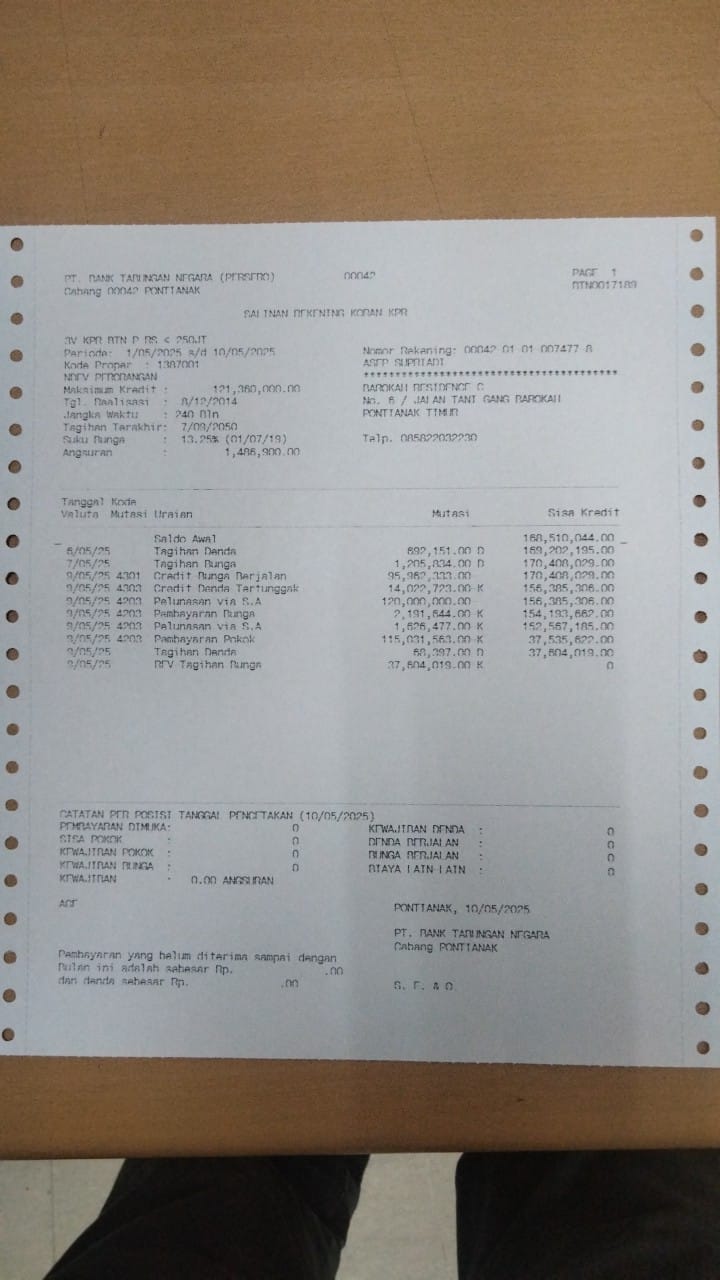 PT. BANK TABUNGAN NEGARA (PERSERO) 00042 PAGE 1
Cabang 00042 PONTIANAK BTN0017189
SALINAN REKENING KORAN KPR
3V KPR BTN P RS < 250JT
Periode: 1/05/2025 s/d 10/05/2025 Nomor Rekening: 00042-01-01-007477-8
Kode Proper : 1387001 ASEP SUPRIADI
NDEV PERORANGAN ****************************************
Maksimum Kredit : 121,360,000.00 BAROKAH RESIDENCE C
Tgl. Realisasi : 8/12/2014 No. 6 / JALAN TANI GANG BAROKAH
Jangka Waktu : 240 Bln PONTIANAK TIMUR
Tagihan Terakhir: 7/09/2050
Suku Bunga : 13.25% (01/07/19) Telp. 085822032230
Angsuran : 1,486,900.00
Tanggal Kode
Valuta Mutasi Uraian Mutasi Sisa Kredit
Saldo Awal 168,510,044.00
6/05/25 Tagihan Denda 692,151.00 D 169,202,195.00
7/05/25 Tagihan Bunga 1,205,834.00 D 170,408,029.00
9/05/25 4301 Credit Bunga Berjalan 95,962,333.00 170,408,029.00
9/05/25 4303 Credit Denda Tertunggak 14,022,723.00 K 156,385,306.00
9/05/25 4203 Pelunasan via S.A 120,000,000.00 156,385,306.00
9/05/25 4203 Pembayaran Bunga 2,191,644.00 K 154,193,662.00
9/05/25 4203 Pelunasan via S.A 1,626,477.00 K 152,567,185.00
9/05/25 4203 Pembayaran Pokok 115,031,563.00 K 37,535,622.00
9/05/25 Tagihan Denda 68,397.00 D 37,604,019.00
9/05/25 REV Tagihan Bunga 37,604,019.00 K 0
CATATAN PER POSISI TANGGAL PENCETAKAN (10/05/2025)
PEMBAYARAN DIMUKA: 0 KEWAJIBAN DENDA : 0
SISA POKOK : 0 DENDA BERJALAN : 0
KEWAJIBAN POKOK : 0 BUNGA BERJALAN : 0
KEWAJIBAN BUNGA : 0 BIAYA LAIN-LAIN : 0
KEWAJIBAN : 0.00 ANGSURAN
PONTIANAK, 10/05/2025
PT. BANK TABUNGAN NEGARA
Cabang PONTIANAK
Pembayaran yang belum diterima sampai dengan
Bulan ini adalah sebesar Rp. .00
dan denda sebesar Rp. .00 S. E. & O.